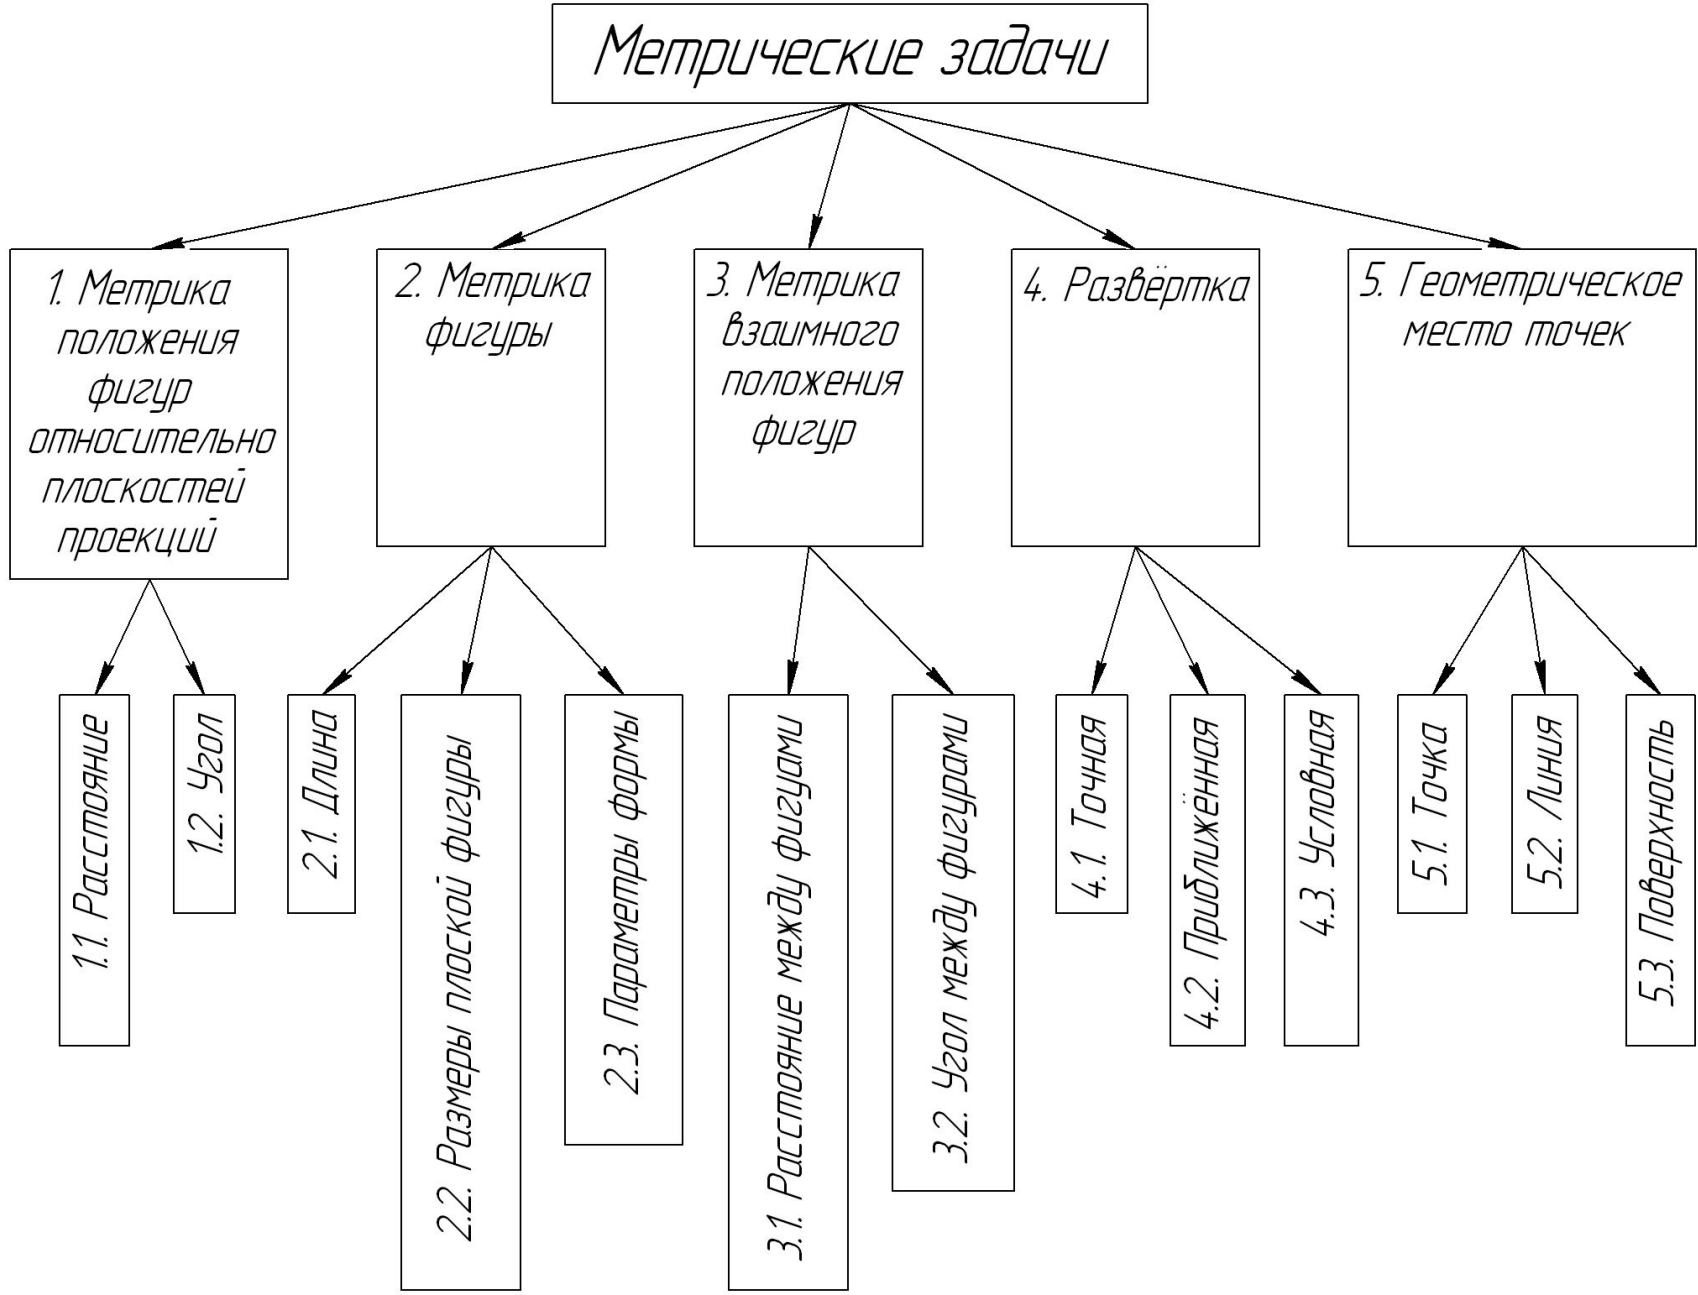 Метрические задачи
1. Метрика
положения
фигур
относительно
плоскостей
проекций
2. Метрика
фигуры
3. Метрика
взаимного
положения
фигур
4. Развёртка
5. Геометрическое
место точек
1.1. Расстояние
1.2. Угол
2.1. Длина
2.2. Размеры плоской фигуры
2.3. Параметры формы
3.1. Расстояние между фигуами
3.2. Угол между фигурами
4.1. Точная
4.2. Приближённая
4.3. Условная
5.1. Точка
5.2. Линия
5.3. Поверхность